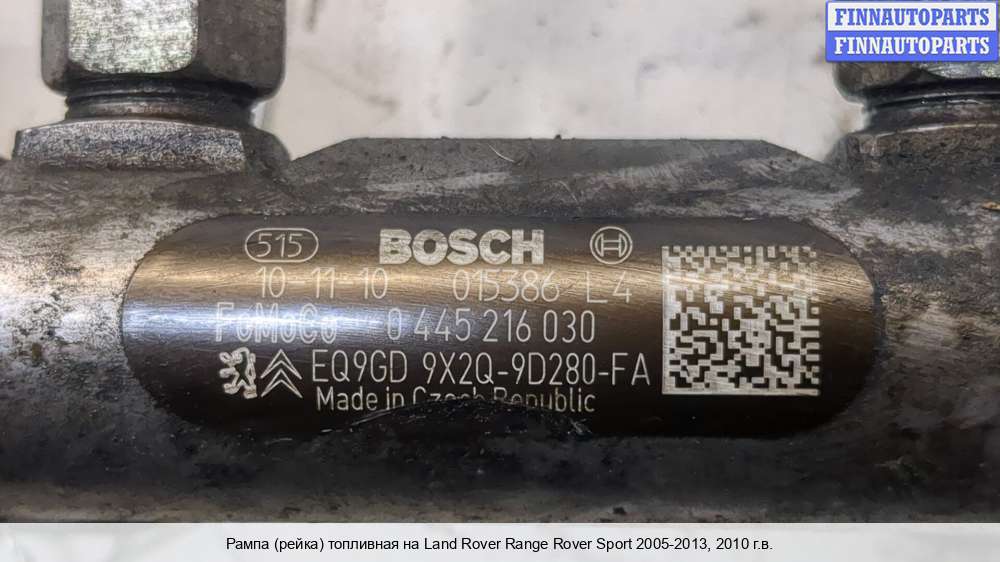 FINNAUTOPARTS
FINNAUTOPARTS
515 BOSCH
10-11-10 015386 L4
FoMoCo 0 445 216 030
EQ9GD 9X2Q-9D280-FA
Made in Czech Republic
Рампа (рейка) топливная на Land Rover Range Rover Sport 2005-2013, 2010 г.в.